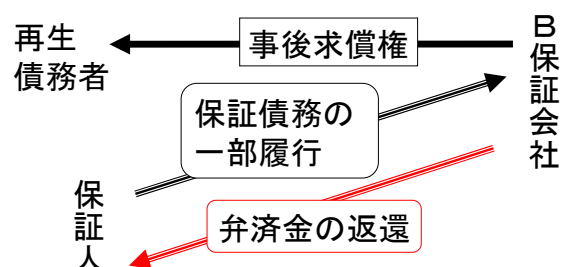 再生
債務者
事後求償権
B保証会社
保証債務の
一部履行
保証人
弁済金の返還